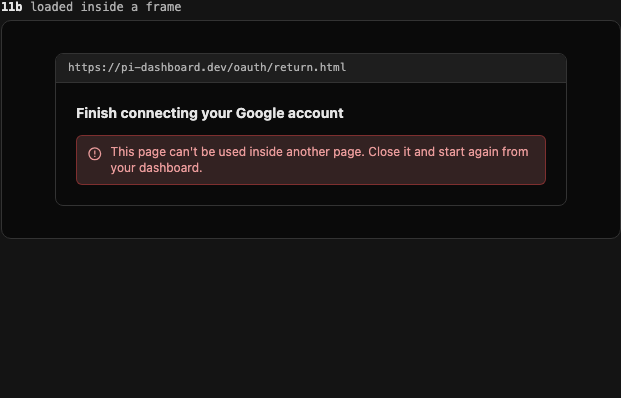 11b loaded inside a frame
https://pi-dashboard.dev/oauth/return.html
Finish connecting your Google account
This page can't be used inside another page. Close it and start again from
your dashboard.